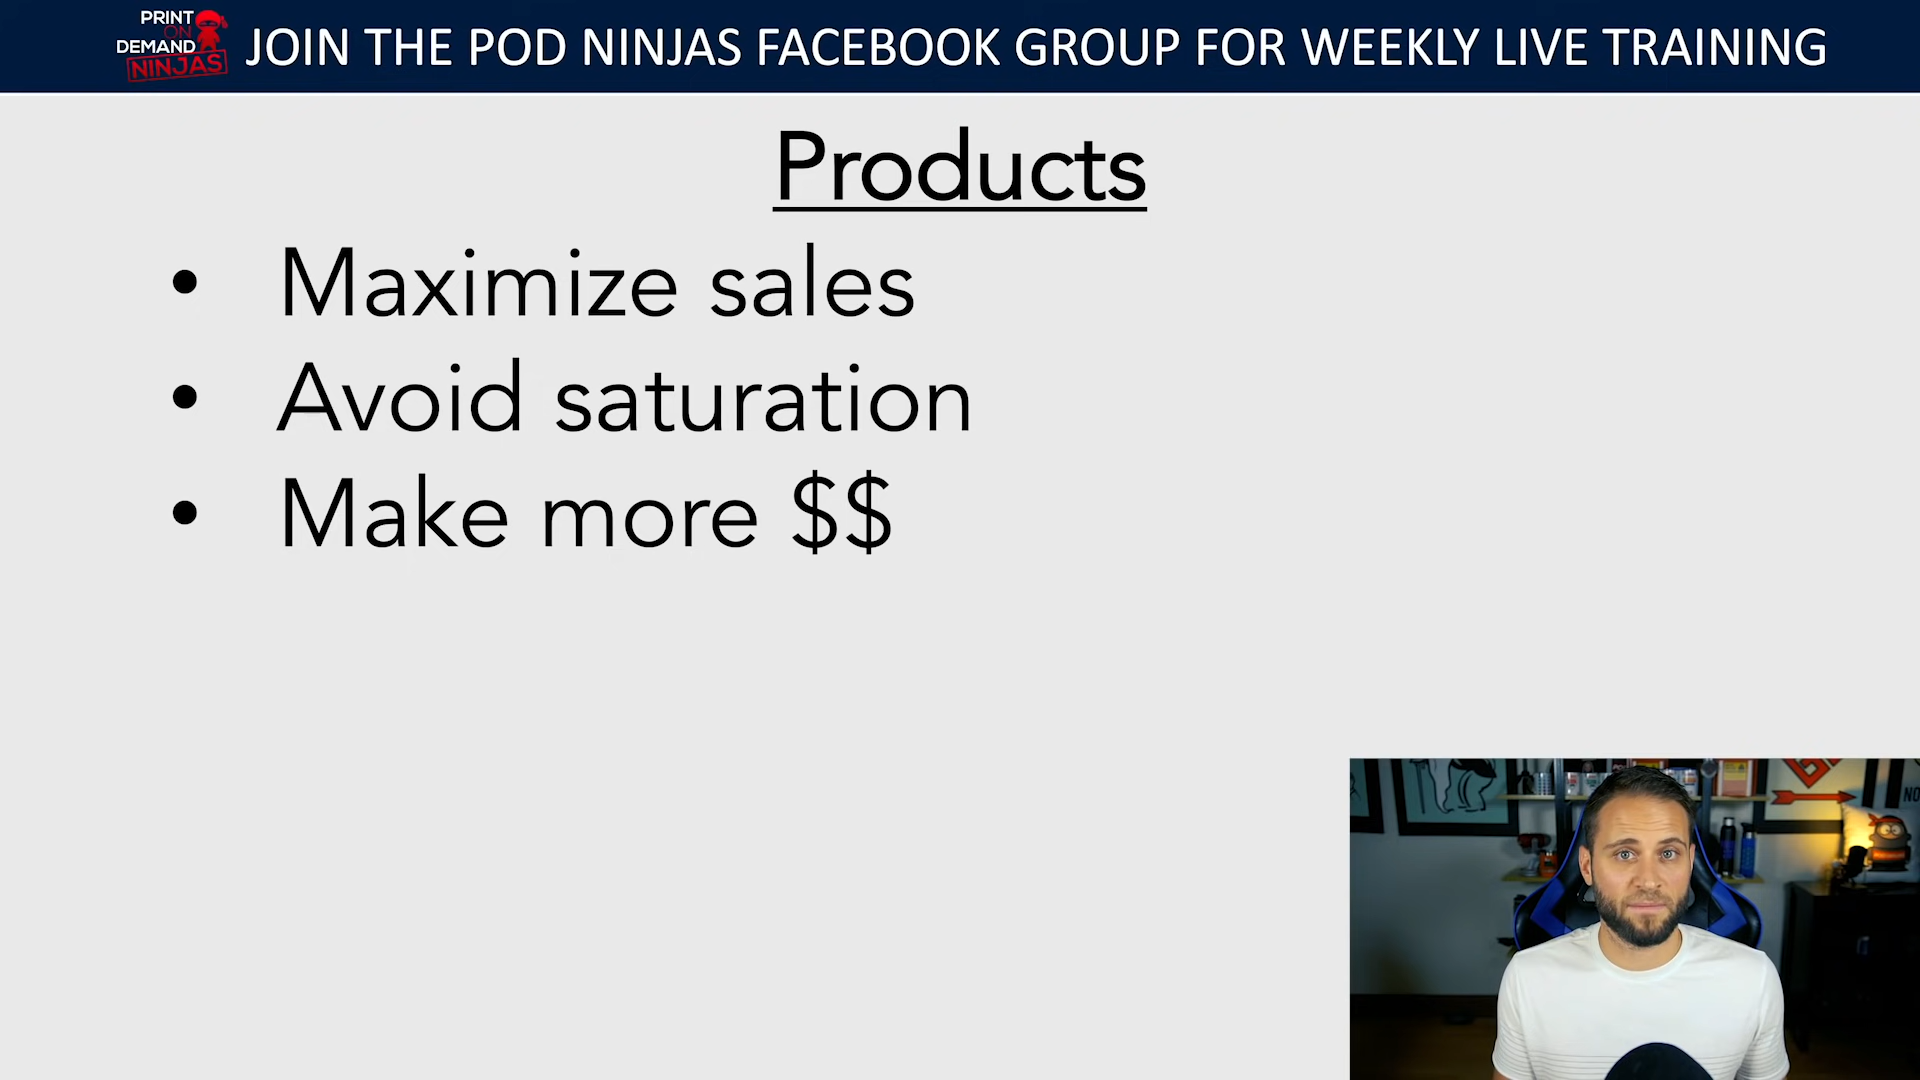 PRINT
ON
DEMAND
NINJAS
JOIN THE POD NINJAS FACEBOOK GROUP FOR WEEKLY LIVE TRAINING
Products
• Maximize sales
• Avoid saturation
• Make more $$
NO